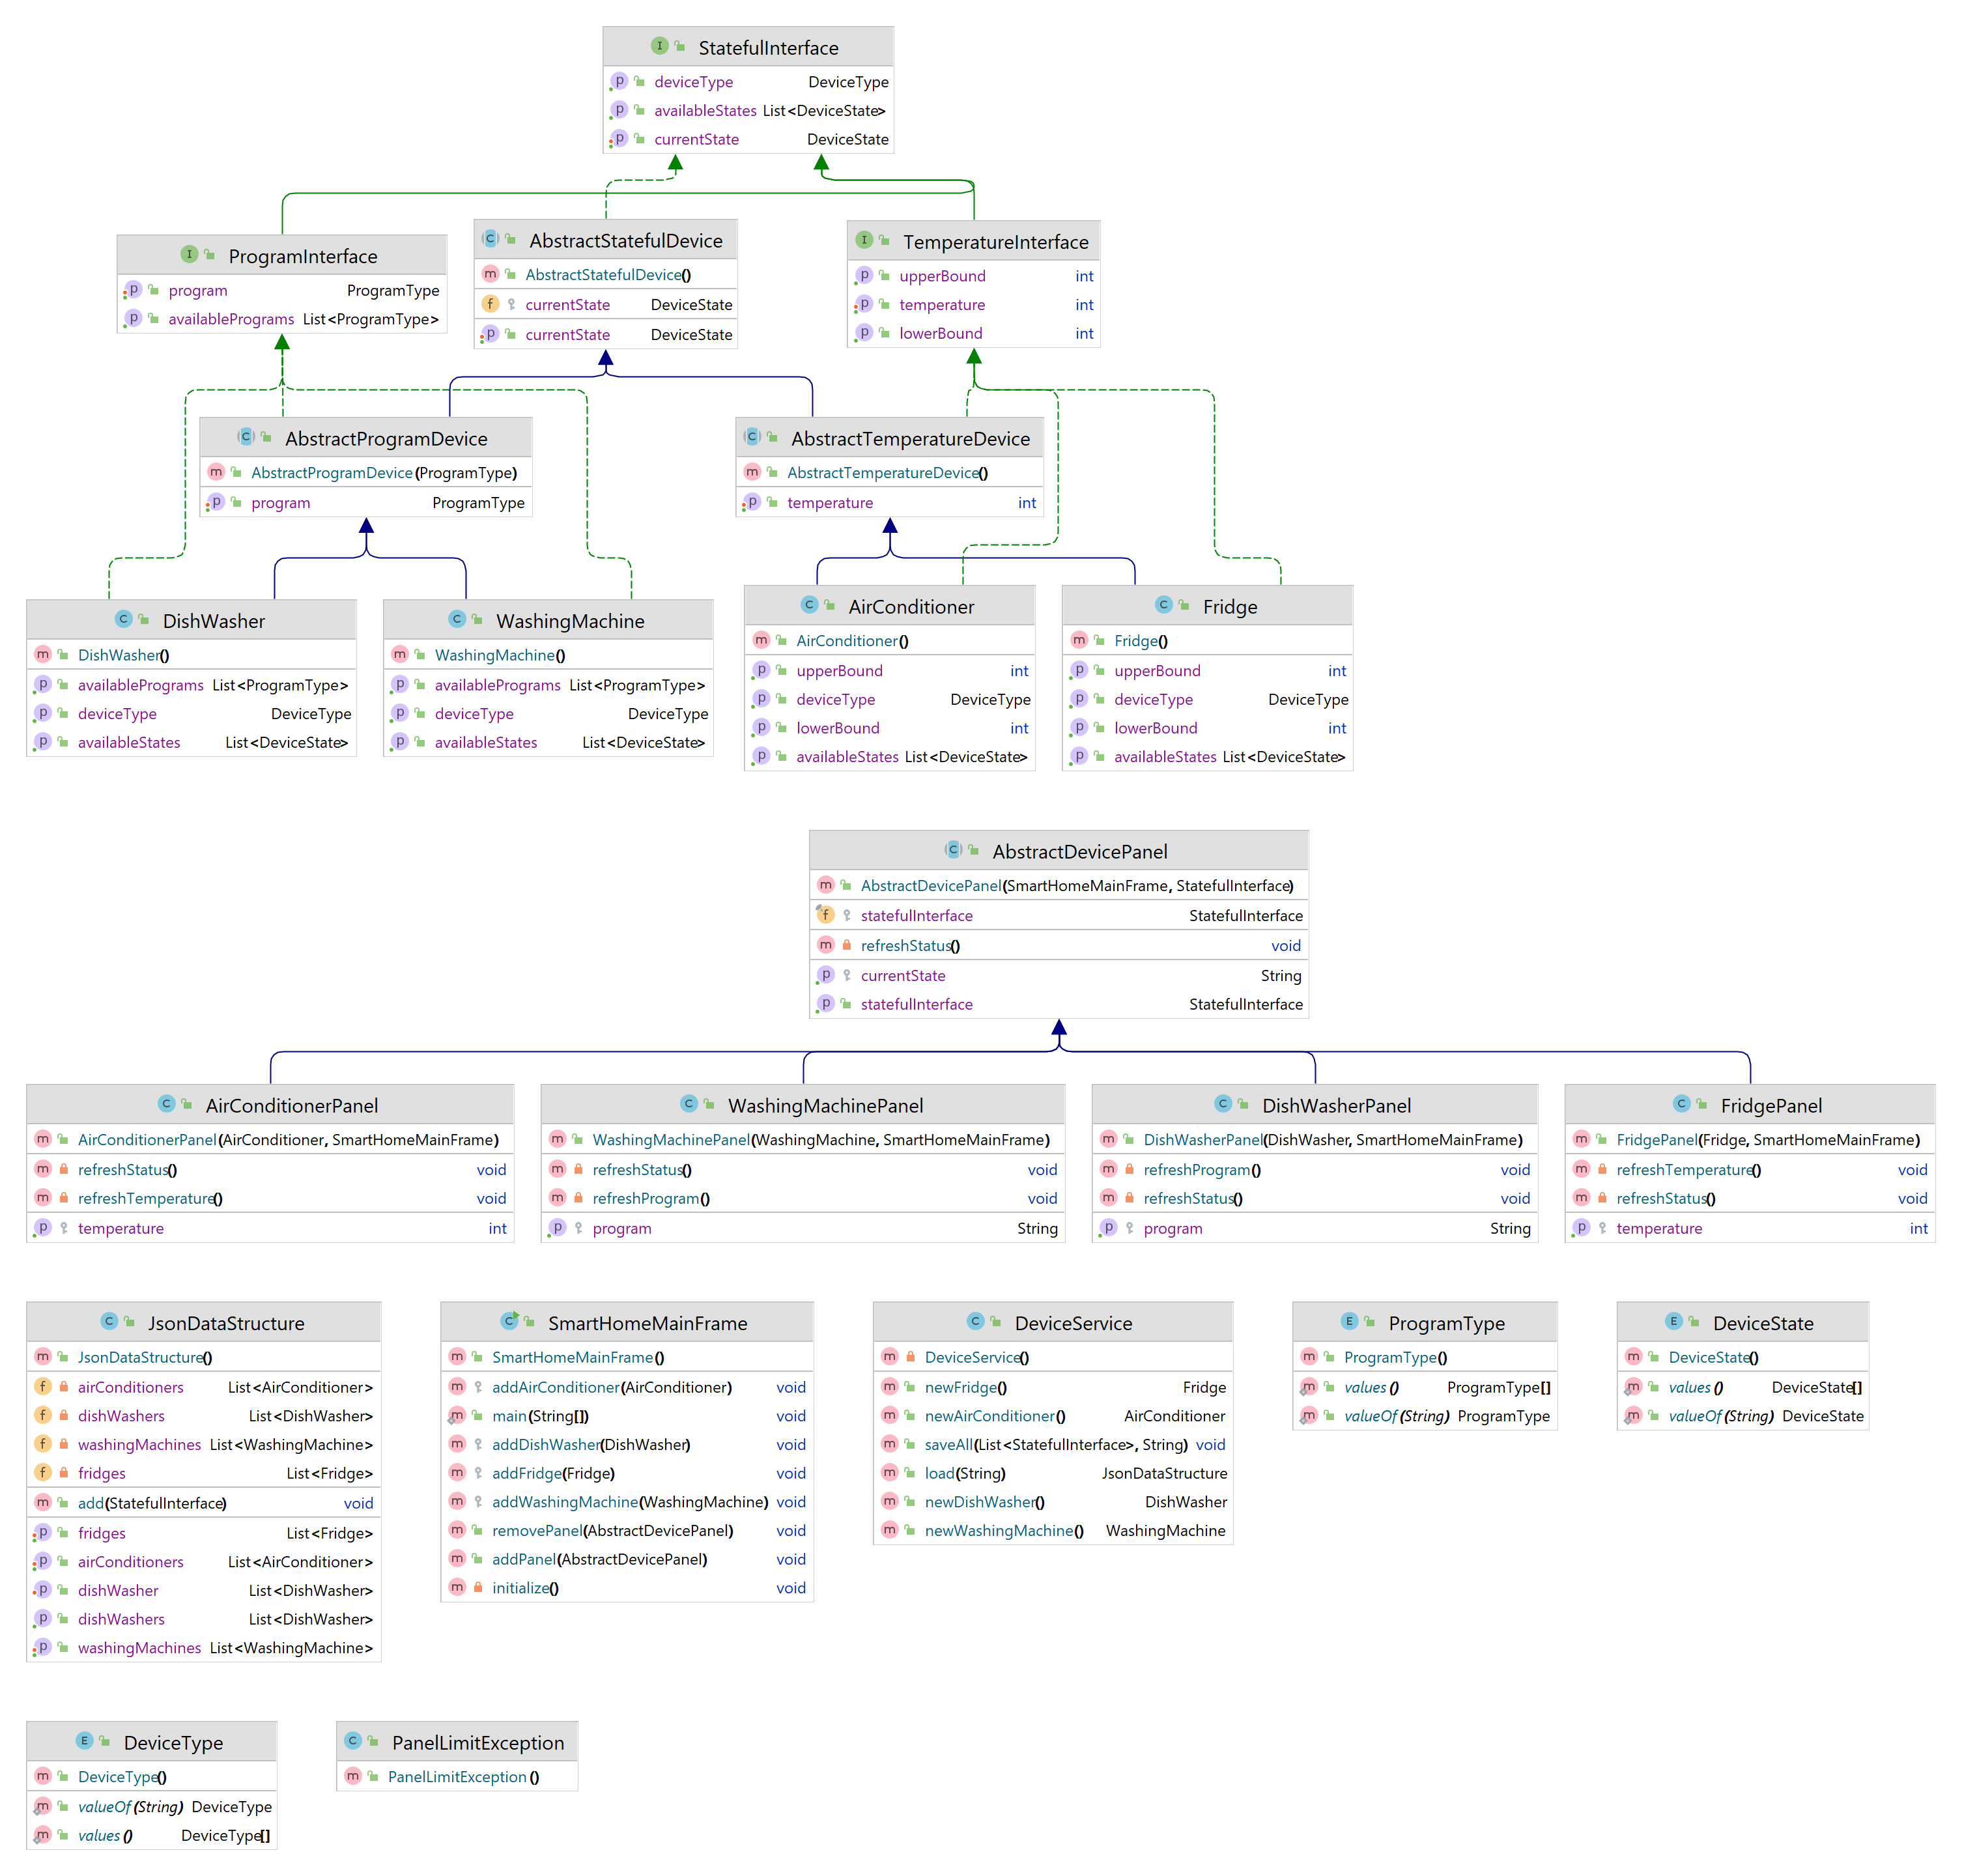 StatefulInterface
deviceType DeviceType
availableStates List<DeviceState>
currentState DeviceState
ProgramInterface
program ProgramType
availablePrograms List<ProgramType>
AbstractStatefulDevice
AbstractStatefulDevice()
currentState DeviceState
currentState DeviceState
TemperatureInterface
upperBound int
temperature int
lowerBound int
AbstractProgramDevice
AbstractProgramDevice(ProgramType)
program ProgramType
AbstractTemperatureDevice
AbstractTemperatureDevice()
temperature int
DishWasher
DishWasher()
availablePrograms List<ProgramType>
deviceType DeviceType
availableStates List<DeviceState>
WashingMachine
WashingMachine()
availablePrograms List<ProgramType>
deviceType DeviceType
availableStates List<DeviceState>
AirConditioner
AirConditioner()
upperBound int
deviceType DeviceType
lowerBound int
availableStates List<DeviceState>
Fridge
Fridge()
upperBound int
deviceType DeviceType
lowerBound int
availableStates List<DeviceState>
AbstractDevicePanel
AbstractDevicePanel(SmartHomeMainFrame, StatefulInterface)
statefulInterface StatefulInterface
refreshStatus() void
currentState String
statefulInterface StatefulInterface
AirConditionerPanel
AirConditionerPanel(AirConditioner, SmartHomeMainFrame)
refreshStatus() void
refreshTemperature() void
temperature int
WashingMachinePanel
WashingMachinePanel(WashingMachine, SmartHomeMainFrame)
refreshStatus() void
refreshProgram() void
program String
DishWasherPanel
DishWasherPanel(DishWasher, SmartHomeMainFrame)
refreshProgram() void
refreshStatus() void
program String
FridgePanel
FridgePanel(Fridge, SmartHomeMainFrame)
refreshTemperature() void
refreshStatus() void
temperature int
JsonDataStructure
JsonDataStructure()
airConditioners List<AirConditioner>
dishWashers List<DishWasher>
washingMachines List<WashingMachine>
fridges List<Fridge>
add(StatefulInterface) void
fridges List<Fridge>
airConditioners List<AirConditioner>
dishWasher List<DishWasher>
dishWashers List<DishWasher>
washingMachines List<WashingMachine>
SmartHomeMainFrame
SmartHomeMainFrame()
addAirConditioner(AirConditioner) void
main(String[]) void
addDishWasher(DishWasher) void
addFridge(Fridge) void
addWashingMachine(WashingMachine) void
removePanel(AbstractDevicePanel) void
addPanel(AbstractDevicePanel) void
initialize() void
DeviceService
DeviceService()
newFridge() Fridge
newAirConditioner() AirConditioner
saveAll(List<StatefulInterface>, String) void
load(String) JsonDataStructure
newDishWasher() DishWasher
newWashingMachine() WashingMachine
ProgramType
ProgramType()
values() ProgramType[]
valueOf(String) ProgramType
DeviceState
DeviceState()
values() DeviceState[]
valueOf(String) DeviceState
DeviceType
DeviceType()
valueOf(String) DeviceType
values() DeviceType[]
PanelLimitException
PanelLimitException()